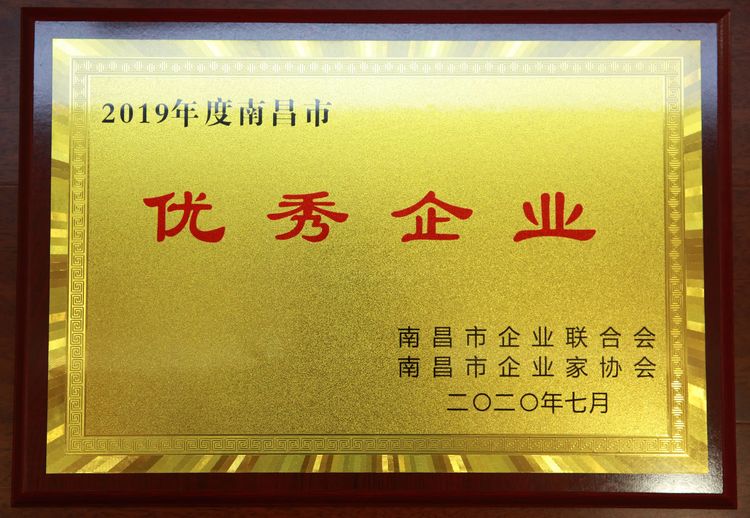 2019年度南昌市
优秀企业
南昌市企业联合会
南昌市企业家协会
二〇二〇年七月